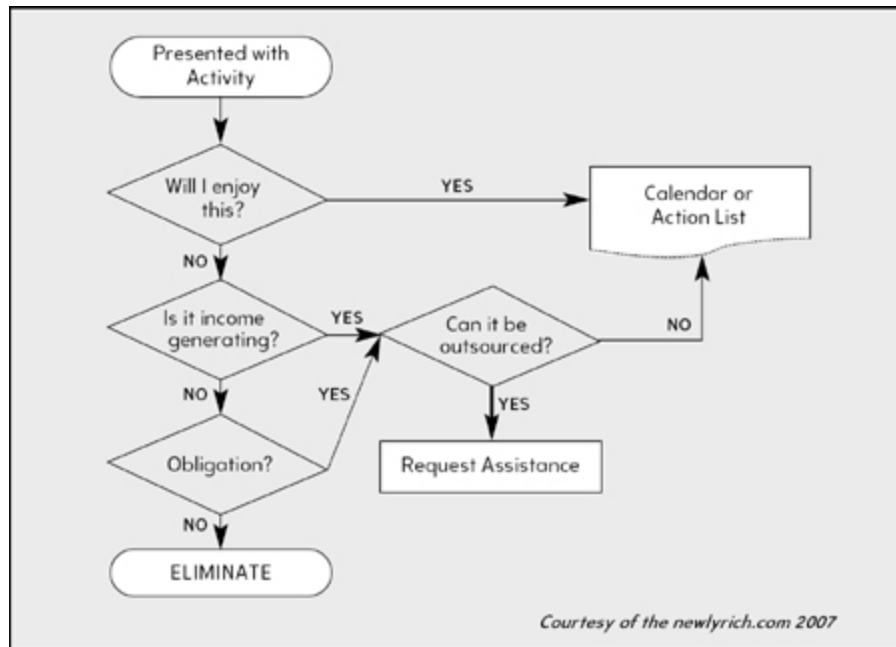 Presented with
Activity
Will I enjoy
this?
YES
Calendar or
Action List
NO
Is it income
generating?
YES
Can it be
outsourced?
NO
NO
YES
YES
Obligation?
Request Assistance
NO
ELIMINATE
Courtesy of the newlyrich.com 2007